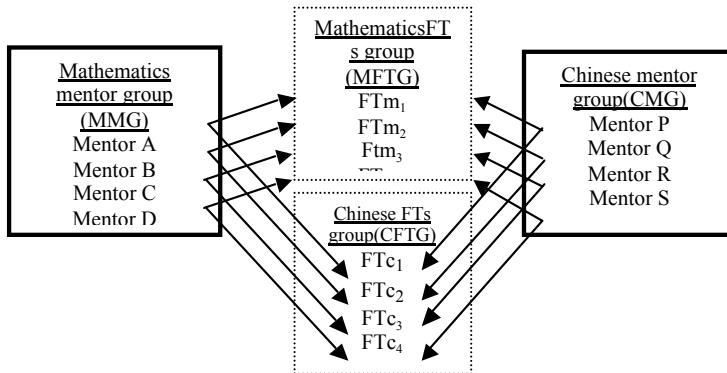 Mathematics
mentor group
(MMG)
Mentor A
Mentor B
Mentor C
Mentor D
MathematicsFT
s group
(MFTG)
FTm₁
FTm₂
Ftm₃
Chinese FTs
group(CFTG)
FTc₁
FTc₂
FTc₃
FTc₄
Chinese mentor
group(CMG)
Mentor P
Mentor Q
Mentor R
Mentor S